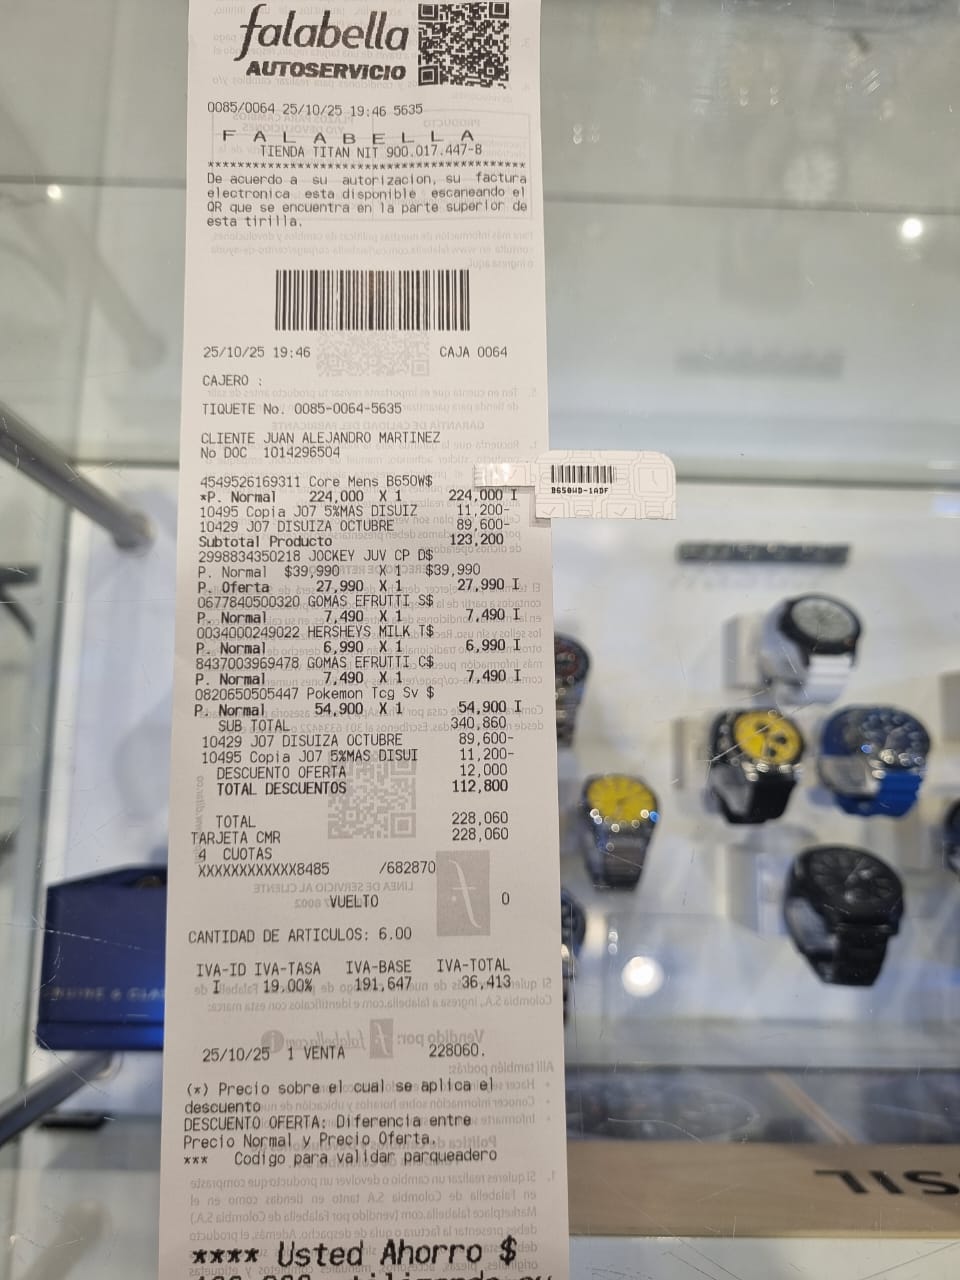 falabella
AUTOSERVICIO
0085/0064 25/10/25 19:46 5635
F A L A B E L L A
TIENDA TITAN NIT 900.017.447-8
****************************************************
De acuerdo a su autorizacion, su factura
electronica esta disponible escaneando el
QR que se encuentra en la parte superior de
esta tirilla.
25/10/25 19:46 CAJA 0064
CAJERO :
TIQUETE No. 0085-0064-5635
CLIENTE JUAN ALEJANDRO MARTINEZ
No DOC 1014296504
4549526169311 Core Mens B650W$
*P. Normal 224,000 X 1 224,000 I
10495 Copia J07 5%MAS DISUIZ 11,200-
10429 J07 DISUIZA OCTUBRE 89,600-
Subtotal Producto 123,200
2998834350218 JOCKEY JUV CP D$
P. Normal $39,990 X 1 $39,990
P. Oferta 27,990 X 1 27,990 I
0677840500320 GOMAS EFRUTTI S$
P. Normal 7,490 X 1 7,490 I
0034000249022 HERSHEYS MILK T$
P. Normal 6,990 X 1 6,990 I
8437003969478 GOMAS EFRUTTI C$
P. Normal 7,490 X 1 7,490 I
0820650505447 Pokemon Tcg Sv $
P. Normal 54,900 X 1 54,900 I
SUB TOTAL 340,860
10429 J07 DISUIZA OCTUBRE 89,600-
10495 Copia J07 5%MAS DISUI 11,200-
DESCUENTO OFERTA 12,000
TOTAL DESCUENTOS 112,800
TOTAL 228,060
TARJETA CMR 228,060
4 CUOTAS
XXXXXXXXXXXX8485 /682870
VUELTO 0
CANTIDAD DE ARTICULOS: 6.00
IVA-ID IVA-TASA IVA-BASE IVA-TOTAL
I 19.00% 191,647 36,413
25/10/25 1 VENTA 228060.
(*) Precio sobre el cual se aplica el
descuento
DESCUENTO OFERTA: Diferencia entre
Precio Normal y Precio Oferta.
*** Codigo para validar parqueadero
**** Usted Ahorro $
B650WD-1ADF